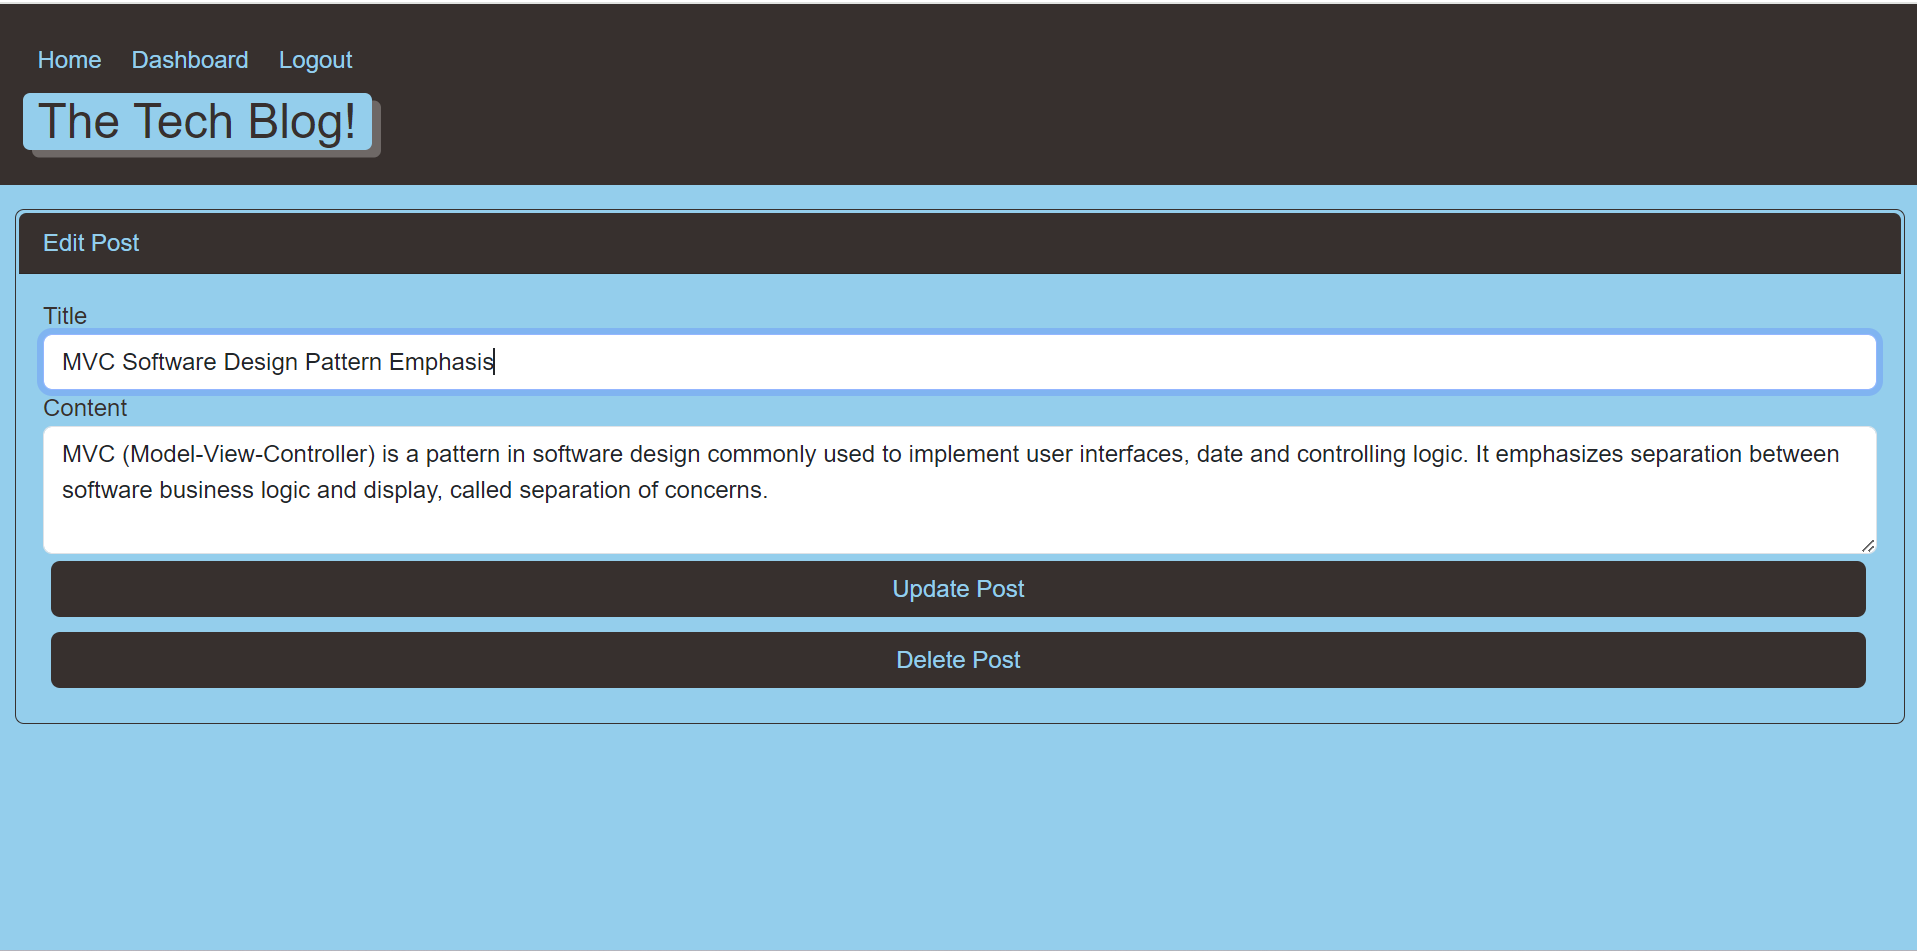 Home Dashboard Logout
The Tech Blog!
Edit Post
Title
MVC Software Design Pattern Emphasis
Content
MVC (Model-View-Controller) is a pattern in software design commonly used to implement user interfaces, date and controlling logic. It emphasizes separation between
software business logic and display, called separation of concerns.
Update Post
Delete Post